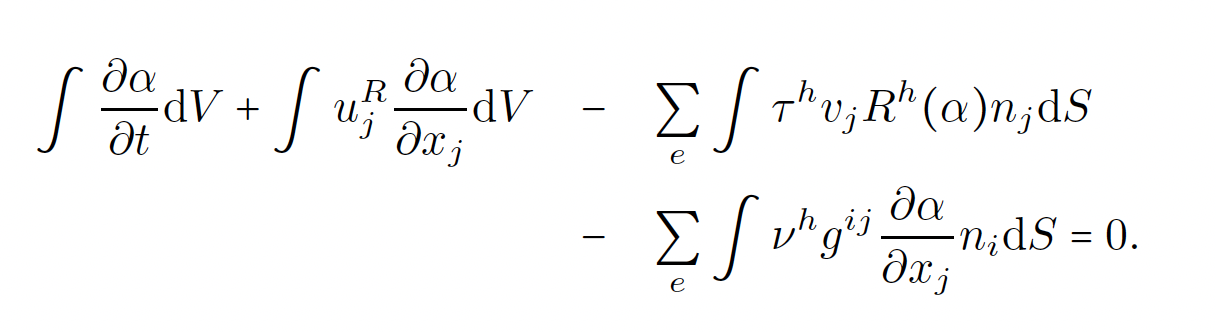 ∫ ∂α/∂t dV + ∫ u_j^R ∂α/∂x_j dV − ∑_e ∫ τ^h v_j R^h(α) n_j dS
− ∑_e ∫ ν^h g^{ij} ∂α/∂x_j n_i dS = 0.